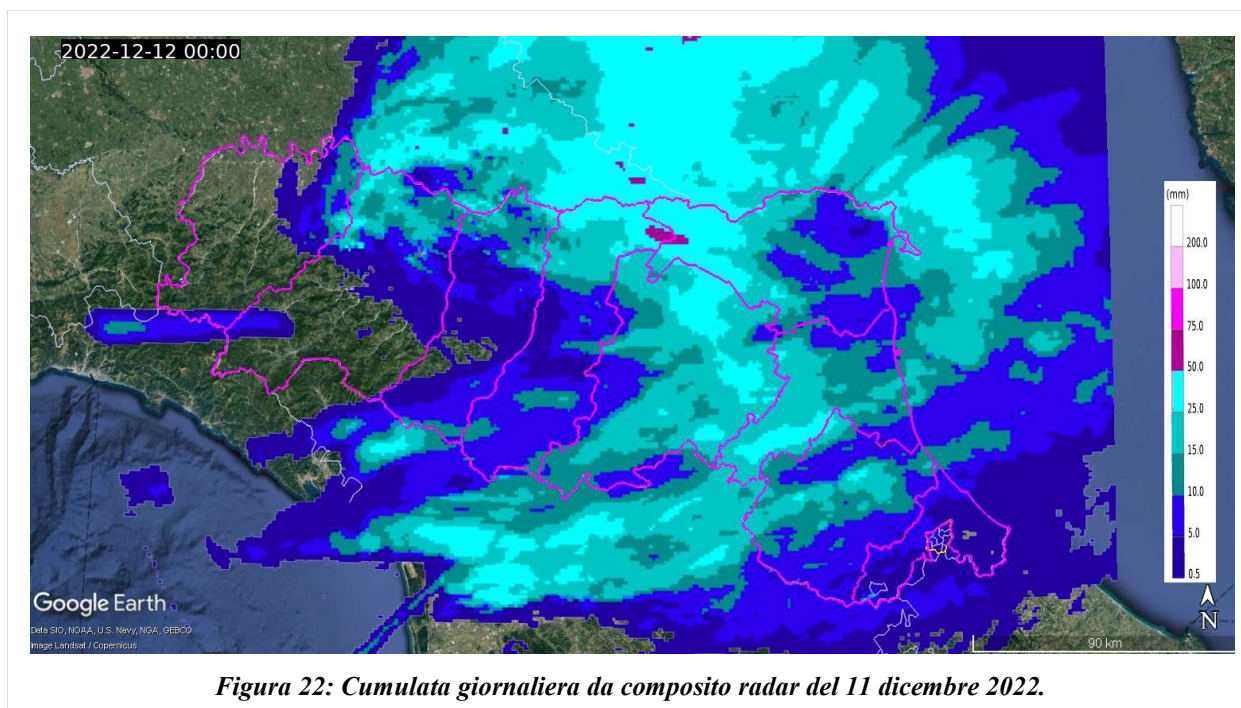 2022-12-12 00:00
(mm)
200.0
100.0
75.0
50.0
25.0
15.0
10.0
5.0
0.5
N
90 km
Google Earth
Data SIO, NOAA, U.S. Navy, NGA, GEBCO
Image Landsat / Copernicus
Figura 22: Cumulata giornaliera da composito radar del 11 dicembre 2022.